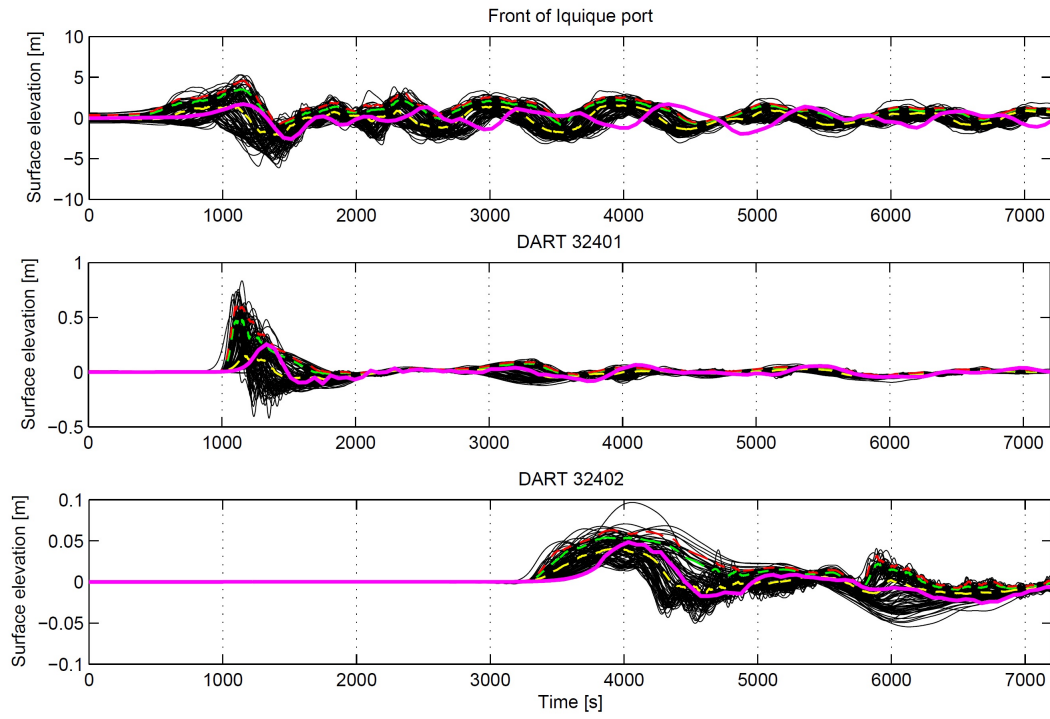 Front of Iquique port
Surface elevation [m]
10
5
0
−5
−10
0 1000 2000 3000 4000 5000 6000 7000
DART 32401
Surface elevation [m]
1
0.5
0
−0.5
0 1000 2000 3000 4000 5000 6000 7000
DART 32402
Surface elevation [m]
0.1
0.05
0
−0.05
−0.1
0 1000 2000 3000 4000 5000 6000 7000
Time [s]